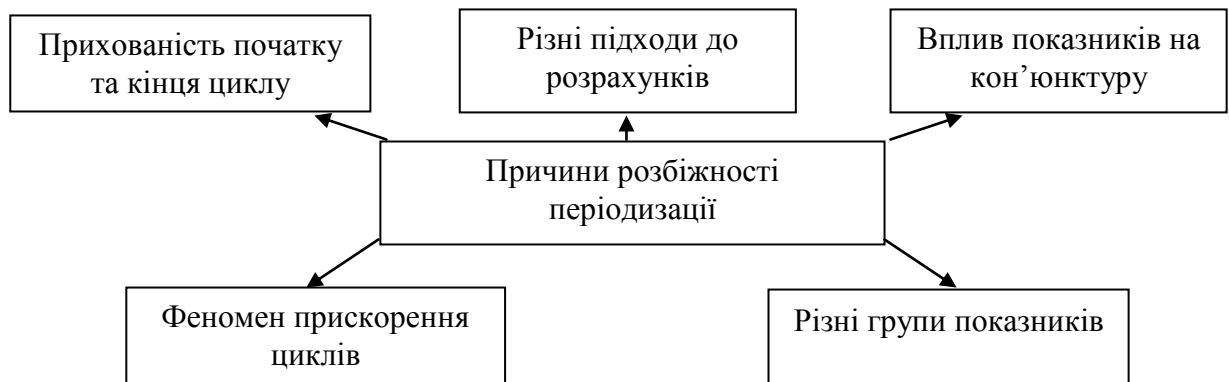 Прихованість початку
та кінця циклу
Різні підходи до
розрахунків
Вплив показників на
кон’юнктуру
Причини розбіжності
періодизації
Феномен прискорення
циклів
Різні групи показників